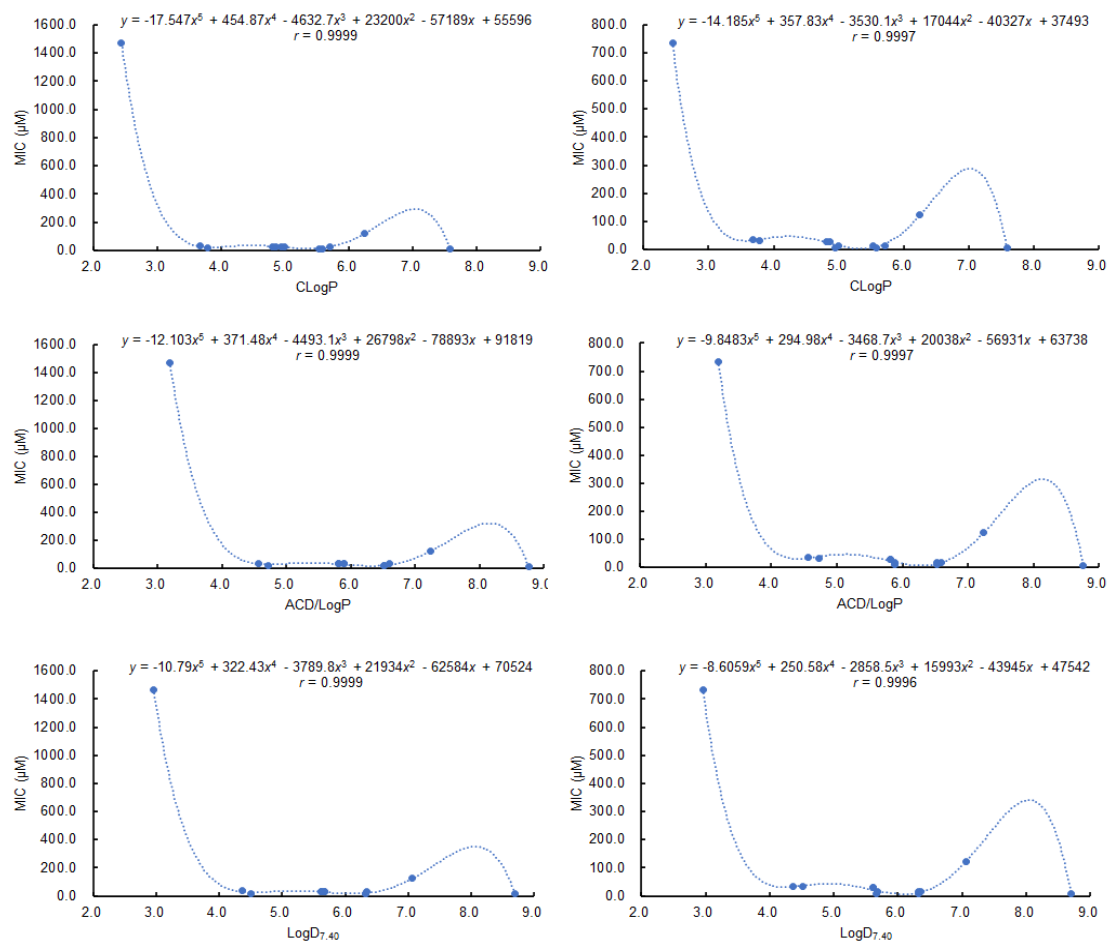 y = -17.547x⁵ + 454.87x⁴ - 4632.7x³ + 23200x² - 57189x + 55596
r = 0.9999
1600.0
1400.0
1200.0
1000.0
800.0
600.0
400.0
200.0
0.0
MIC (µM)
2.0 3.0 4.0 5.0 6.0 7.0 8.0 9.0
CLogP
y = -14.185x⁵ + 357.83x⁴ - 3530.1x³ + 17044x² - 40327x + 37493
r = 0.9997
800.0
700.0
600.0
500.0
400.0
300.0
200.0
100.0
0.0
MIC (µM)
2.0 3.0 4.0 5.0 6.0 7.0 8.0 9.0
CLogP
y = -12.103x⁵ + 371.48x⁴ - 4493.1x³ + 26798x² - 78893x + 91819
r = 0.9999
1600.0
1400.0
1200.0
1000.0
800.0
600.0
400.0
200.0
0.0
MIC (µM)
2.0 3.0 4.0 5.0 6.0 7.0 8.0 9.0
ACD/LogP
y = -9.8483x⁵ + 294.98x⁴ - 3468.7x³ + 20038x² - 56931x + 63738
r = 0.9997
800.0
700.0
600.0
500.0
400.0
300.0
200.0
100.0
0.0
MIC (µM)
2.0 3.0 4.0 5.0 6.0 7.0 8.0 9.0
ACD/LogP
y = -10.79x⁵ + 322.43x⁴ - 3789.8x³ + 21934x² - 62584x + 70524
r = 0.9999
1600.0
1400.0
1200.0
1000.0
800.0
600.0
400.0
200.0
0.0
MIC (µM)
2.0 3.0 4.0 5.0 6.0 7.0 8.0 9.0
LogD₇.₄₀
y = -8.6059x⁵ + 250.58x⁴ - 2858.5x³ + 15993x² - 43945x + 47542
r = 0.9996
800.0
700.0
600.0
500.0
400.0
300.0
200.0
100.0
0.0
MIC (µM)
2.0 3.0 4.0 5.0 6.0 7.0 8.0 9.0
LogD₇.₄₀